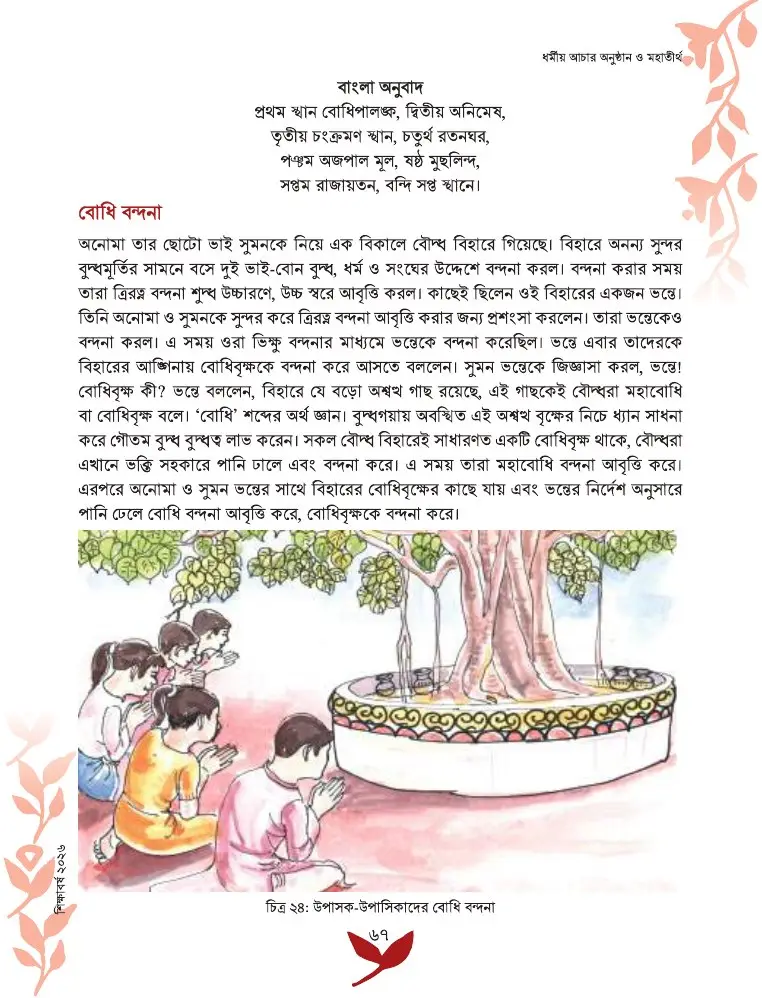 ধর্মীয় আচার অনুষ্ঠান ও মহাতীর্থ
বাংলা অনুবাদ
প্রথম স্থান বোধিপালঙ্ক, দ্বিতীয় অনিমেষ,
তৃতীয় চংক্রমণ স্থান, চতুর্থ রতনঘর,
পঞ্চম অজপাল মূল, ষষ্ঠ মুছলিন্দ,
সপ্তম রাজায়তন, বন্দি সপ্ত স্থানে।
বোধি বন্দনা
অনোমা তার ছোটো ভাই সুমনকে নিয়ে এক বিকালে বৌদ্ধ বিহারে গিয়েছে। বিহারে অনন্য সুন্দর
বুদ্ধমূর্তির সামনে বসে দুই ভাই-বোন বুদ্ধ, ধর্ম ও সংঘের উদ্দেশে বন্দনা করল। বন্দনা করার সময়
তারা ত্রিরত্ন বন্দনা শুদ্ধ উচ্চারণে, উচ্চ স্বরে আবৃত্তি করল। কাছেই ছিলেন ওই বিহারের একজন ভন্তে।
তিনি অনোমা ও সুমনকে সুন্দর করে ত্রিরত্ন বন্দনা আবৃত্তি করার জন্য প্রশংসা করলেন। তারা ভন্তেকেও
বন্দনা করল। এ সময় ওরা ভিক্ষু বন্দনার মাধ্যমে ভন্তেকে বন্দনা করেছিল। ভন্তে এবার তাদেরকে
বিহারের আঙ্গিনায় বোধিবৃক্ষকে বন্দনা করে আসতে বললেন। সুমন ভন্তেকে জিজ্ঞাসা করল, ভন্তে!
বোধিবৃক্ষ কী? ভন্তে বললেন, বিহারে যে বড়ো অশ্বত্থ গাছ রয়েছে, এই গাছকেই বৌদ্ধরা মহাবোধি
বা বোধিবৃক্ষ বলে। ‘বোধি’ শব্দের অর্থ জ্ঞান। বুদ্ধগয়ায় অবস্থিত এই অশ্বত্থ বৃক্ষের নিচে ধ্যান সাধনা
করে গৌতম বুদ্ধ বুদ্ধত্ব লাভ করেন। সকল বৌদ্ধ বিহারেই সাধারণত একটি বোধিবৃক্ষ থাকে, বৌদ্ধরা
এখানে ভক্তি সহকারে পানি ঢালে এবং বন্দনা করে। এ সময় তারা মহাবোধি বন্দনা আবৃত্তি করে।
এরপরে অনোমা ও সুমন ভন্তের সাথে বিহারের বোধিবৃক্ষের কাছে যায় এবং ভন্তের নির্দেশ অনুসারে
পানি ঢেলে বোধি বন্দনা আবৃত্তি করে, বোধিবৃক্ষকে বন্দনা করে।
চিত্র ২৪: উপাসক-উপাসিকাদের বোধি বন্দনা
শিক্ষাবর্ষ ২০২৬
৬৭